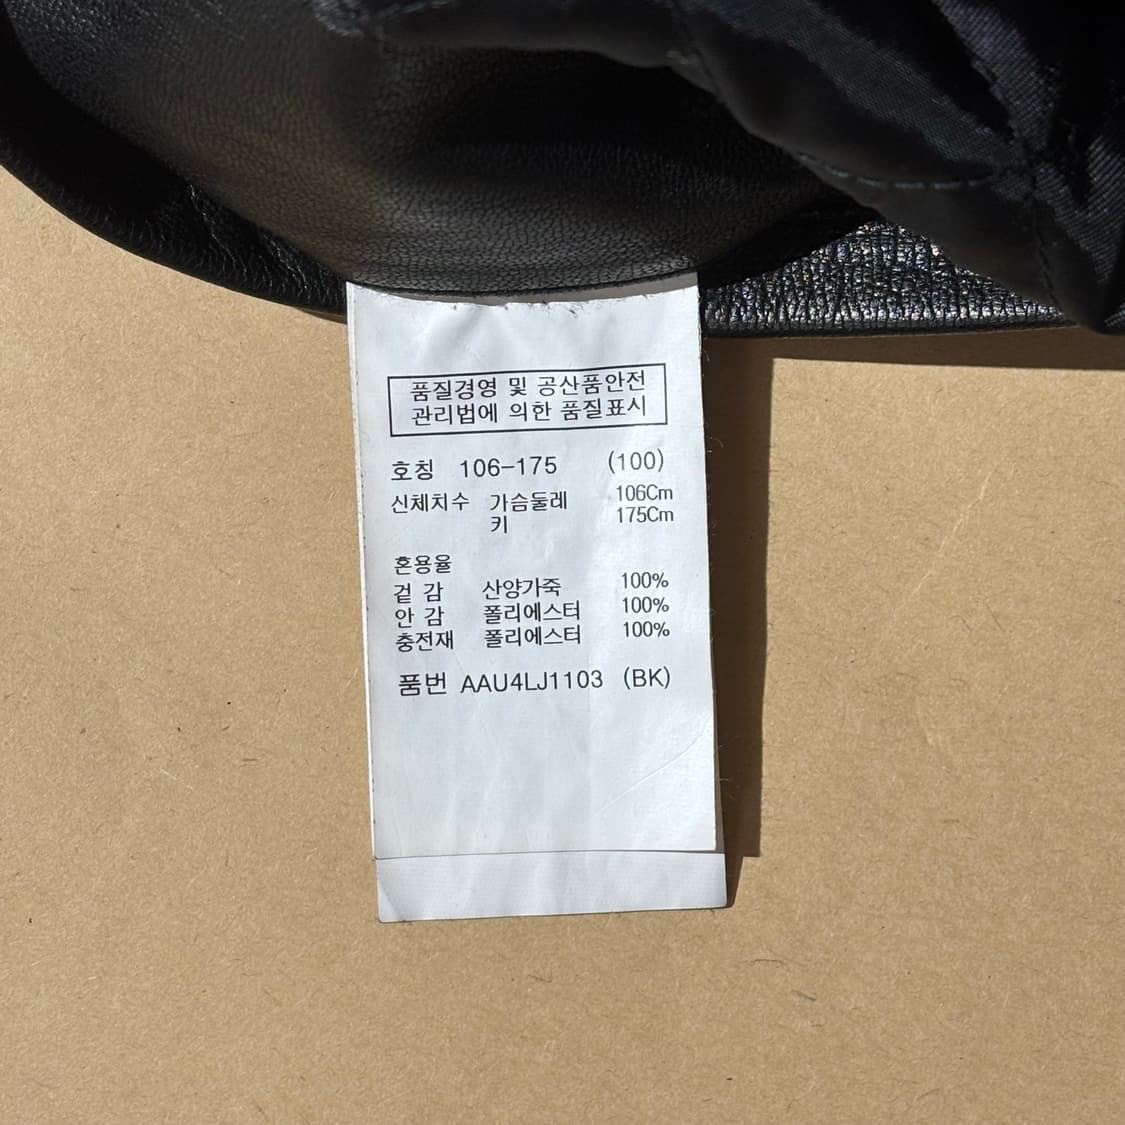 품질경영 및 공산품안전
관리법에 의한 품질표시
호칭 106-175 (100)
신체치수 가슴둘레 106Cm
키 175Cm
혼용율
겉감 산양가죽 100%
안감 폴리에스터 100%
충전재 폴리에스터 100%
품번 AAU4LJ1103 (BK)